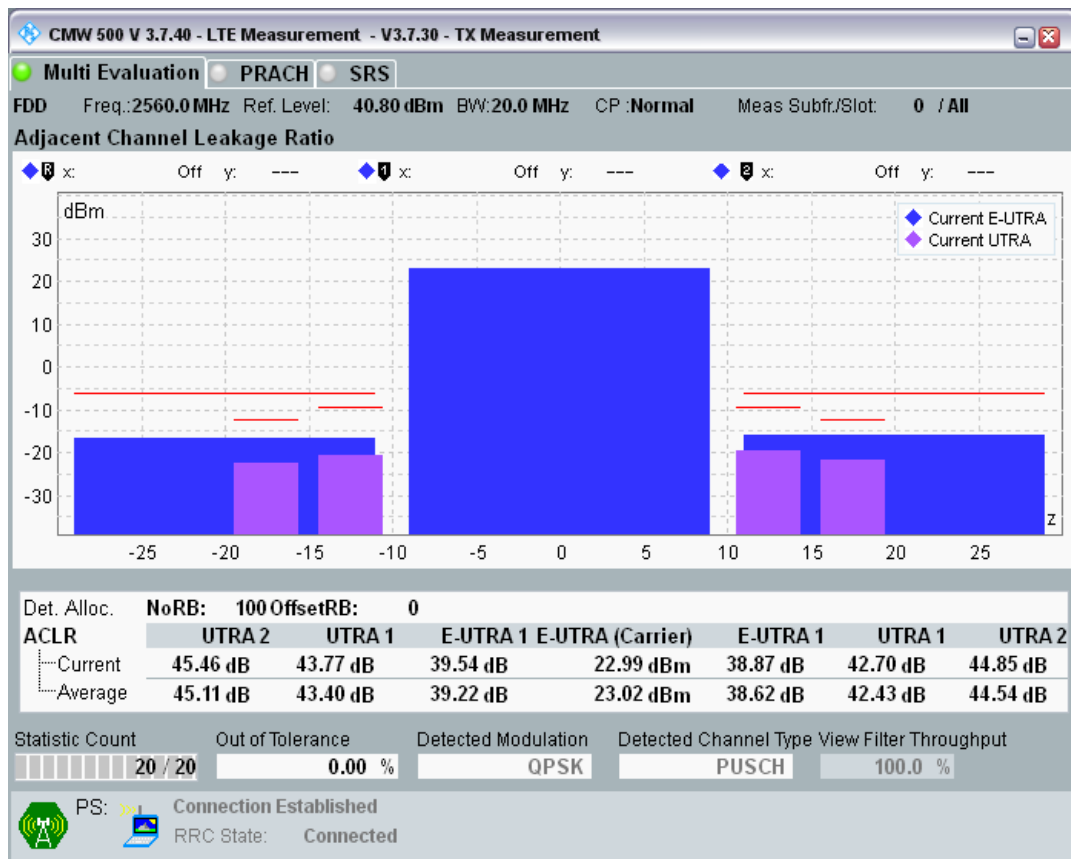 CMW 500 V 3.7.40 - LTE Measurement - V3.7.30 - TX Measurement
Multi Evaluation PRACH SRS
FDD Freq.:2560.0 MHz Ref. Level: 40.80 dBm BW:20.0 MHz CP :Normal Meas Subfr./Slot: 0 / All
Adjacent Channel Leakage Ratio
R x: Off y: --- 1 x: Off y: --- 2 x: Off y: ---
dBm
Current E-UTRA
Current UTRA
30
20
10
0
-10
-20
-30
z
-25 -20 -15 -10 -5 0 5 10 15 20 25
Det. Alloc. NoRB: 100 OffsetRB: 0
ACLR UTRA 2 UTRA 1 E-UTRA 1 E-UTRA (Carrier) E-UTRA 1 UTRA 1 UTRA 2
Current 45.46 dB 43.77 dB 39.54 dB 22.99 dBm 38.87 dB 42.70 dB 44.85 dB
Average 45.11 dB 43.40 dB 39.22 dB 23.02 dBm 38.62 dB 42.43 dB 44.54 dB
Statistic Count Out of Tolerance Detected Modulation Detected Channel Type View Filter Throughput
20 / 20 0.00 % QPSK PUSCH 100.0 %
PS: Connection Established
RRC State: Connected